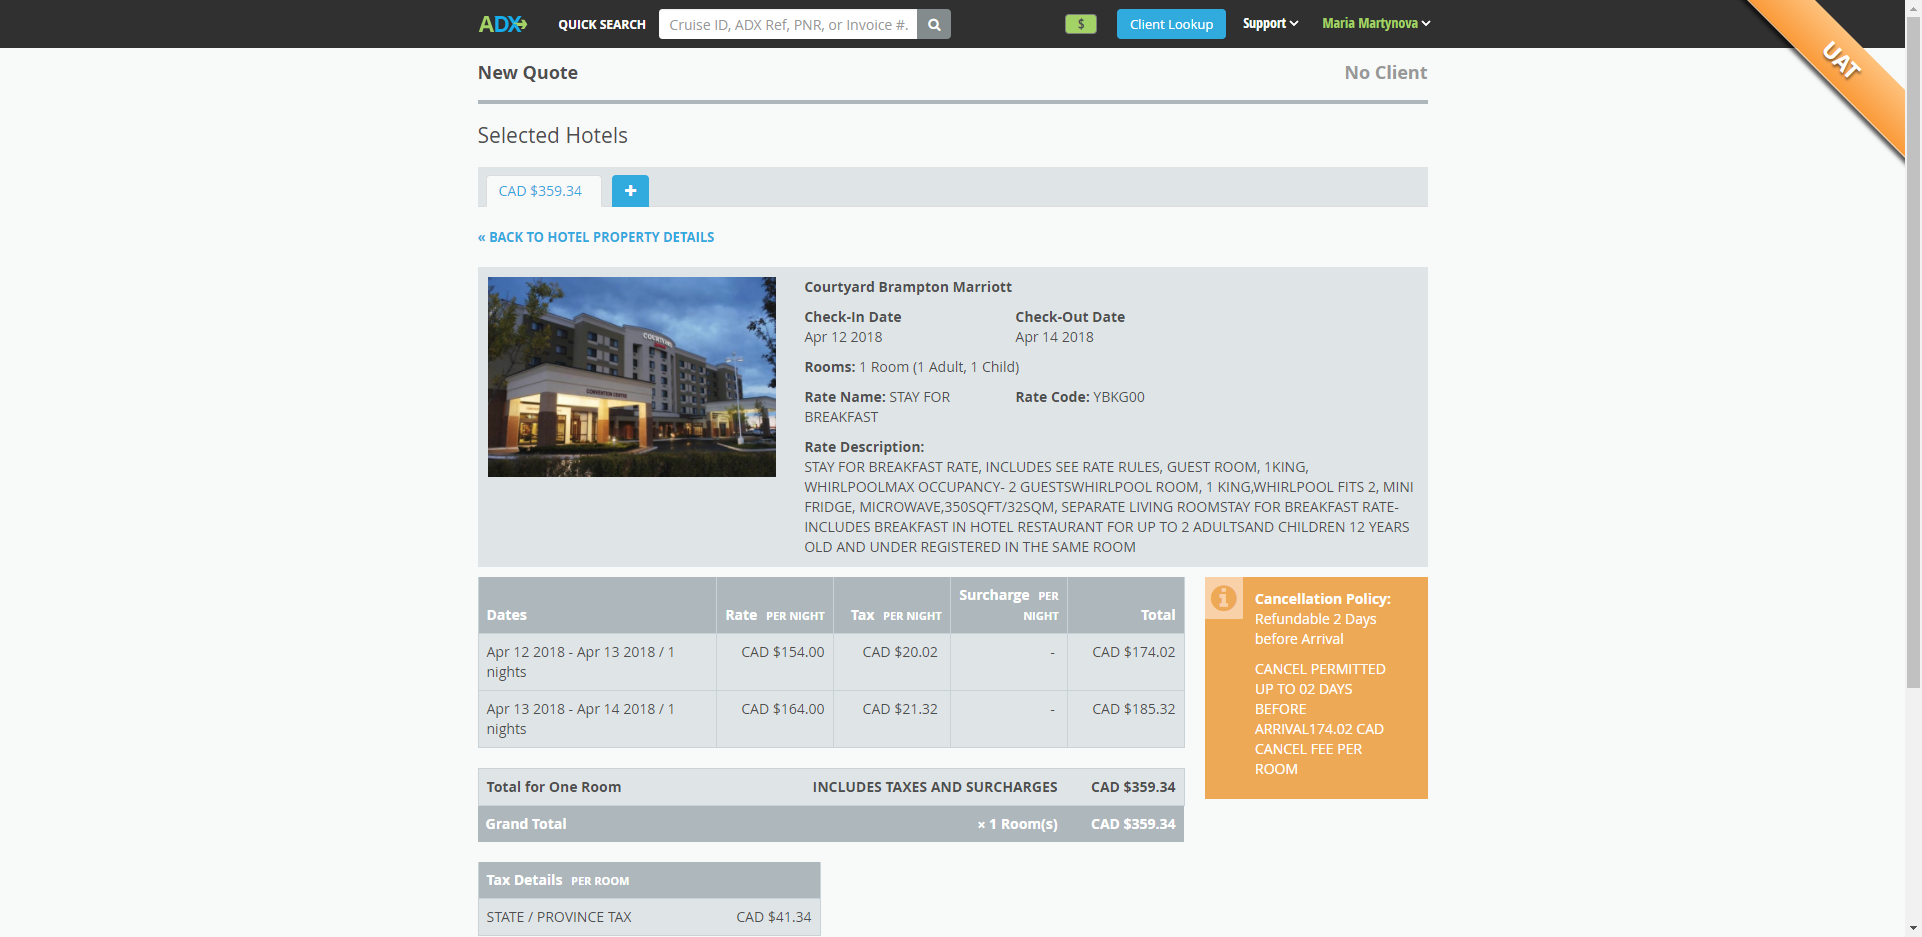 ADX QUICK SEARCH Cruise ID, ADX Ref, PNR, or Invoice #. $ Client Lookup Support Maria Martynova
UAT
New Quote No Client
Selected Hotels
CAD $359.34 +
« BACK TO HOTEL PROPERTY DETAILS
COURTYARD
CONVENTION CENTRE
Courtyard Brampton Marriott
Check-In Date Check-Out Date
Apr 12 2018 Apr 14 2018
Rooms: 1 Room (1 Adult, 1 Child)
Rate Name: STAY FOR Rate Code: YBKG00
BREAKFAST
Rate Description:
STAY FOR BREAKFAST RATE, INCLUDES SEE RATE RULES, GUEST ROOM, 1KING,
WHIRLPOOLMAX OCCUPANCY- 2 GUESTSWHIRLPOOL ROOM, 1 KING,WHIRLPOOL FITS 2, MINI
FRIDGE, MICROWAVE,350SQFT/32SQM, SEPARATE LIVING ROOMSTAY FOR BREAKFAST RATE-
INCLUDES BREAKFAST IN HOTEL RESTAURANT FOR UP TO 2 ADULTSAND CHILDREN 12 YEARS
OLD AND UNDER REGISTERED IN THE SAME ROOM
Dates Rate PER NIGHT Tax PER NIGHT Surcharge PER NIGHT Total
Apr 12 2018 - Apr 13 2018 / 1 CAD $154.00 CAD $20.02 - CAD $174.02
nights
Apr 13 2018 - Apr 14 2018 / 1 CAD $164.00 CAD $21.32 - CAD $185.32
nights
Total for One Room INCLUDES TAXES AND SURCHARGES CAD $359.34
Grand Total × 1 Room(s) CAD $359.34
Cancellation Policy:
Refundable 2 Days
before Arrival
CANCEL PERMITTED
UP TO 02 DAYS
BEFORE
ARRIVAL174.02 CAD
CANCEL FEE PER
ROOM
Tax Details PER ROOM
STATE / PROVINCE TAX CAD $41.34